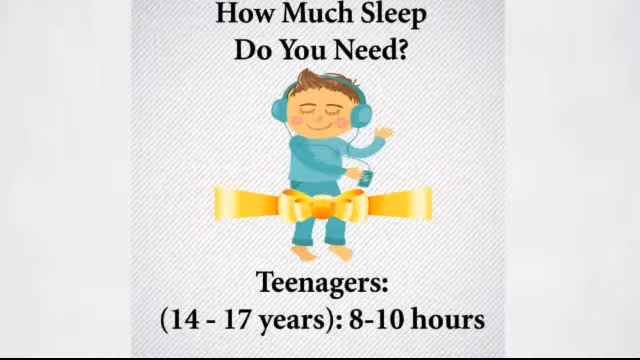 How Much Sleep
Do You Need?
Teenagers:
(14 - 17 years): 8-10 hours